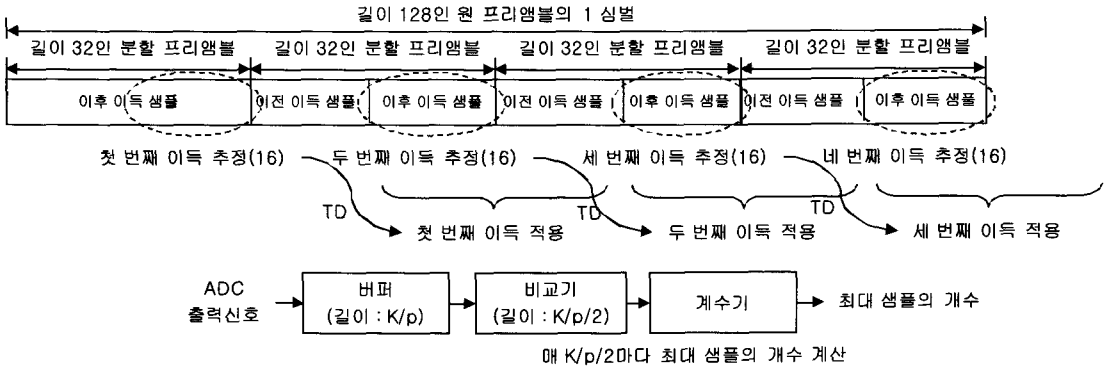 길이 128인 원 프리앰블의 1 심벌
길이 32인 분할 프리앰블 길이 32인 분할 프리앰블 길이 32인 분할 프리앰블 길이 32인 분할 프리앰블
이후 이득 샘플 이전 이득 샘플 이후 이득 샘플 이전 이득 샘플 이후 이득 샘플 이전 이득 샘플 이후 이득 샘플
첫 번째 이득 추정(16) 두 번째 이득 추정(16) 세 번째 이득 추정(16) 네 번째 이득 추정(16)
TD TD TD
첫 번째 이득 적용 두 번째 이득 적용 세 번째 이득 적용
ADC 출력신호
버퍼
(길이 : K/p)
비교기
(길이 : K/p/2)
계수기
최대 샘플의 개수
매 K/p/2마다 최대 샘플의 개수 계산